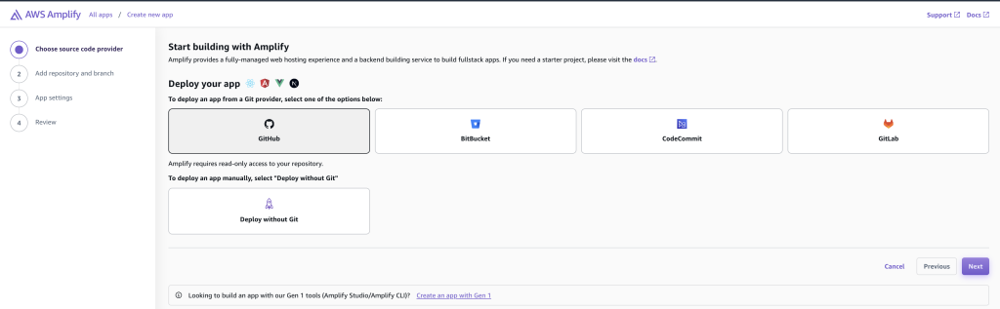 AWS Amplify All apps / Create new app Support Docs
Choose source code provider
2 Add repository and branch
3 App settings
4 Review
Start building with Amplify
Amplify provides a fully-managed web hosting experience and a backend building service to build fullstack apps. If you need a starter project, please visit the docs.
Deploy your app
To deploy an app from a Git provider, select one of the options below:
GitHub BitBucket CodeCommit GitLab
Amplify requires read-only access to your repository.
To deploy an app manually, select "Deploy without Git"
Deploy without Git
Cancel Previous Next
Looking to build an app with our Gen 1 tools (Amplify Studio/Amplify CLI)? Create an app with Gen 1